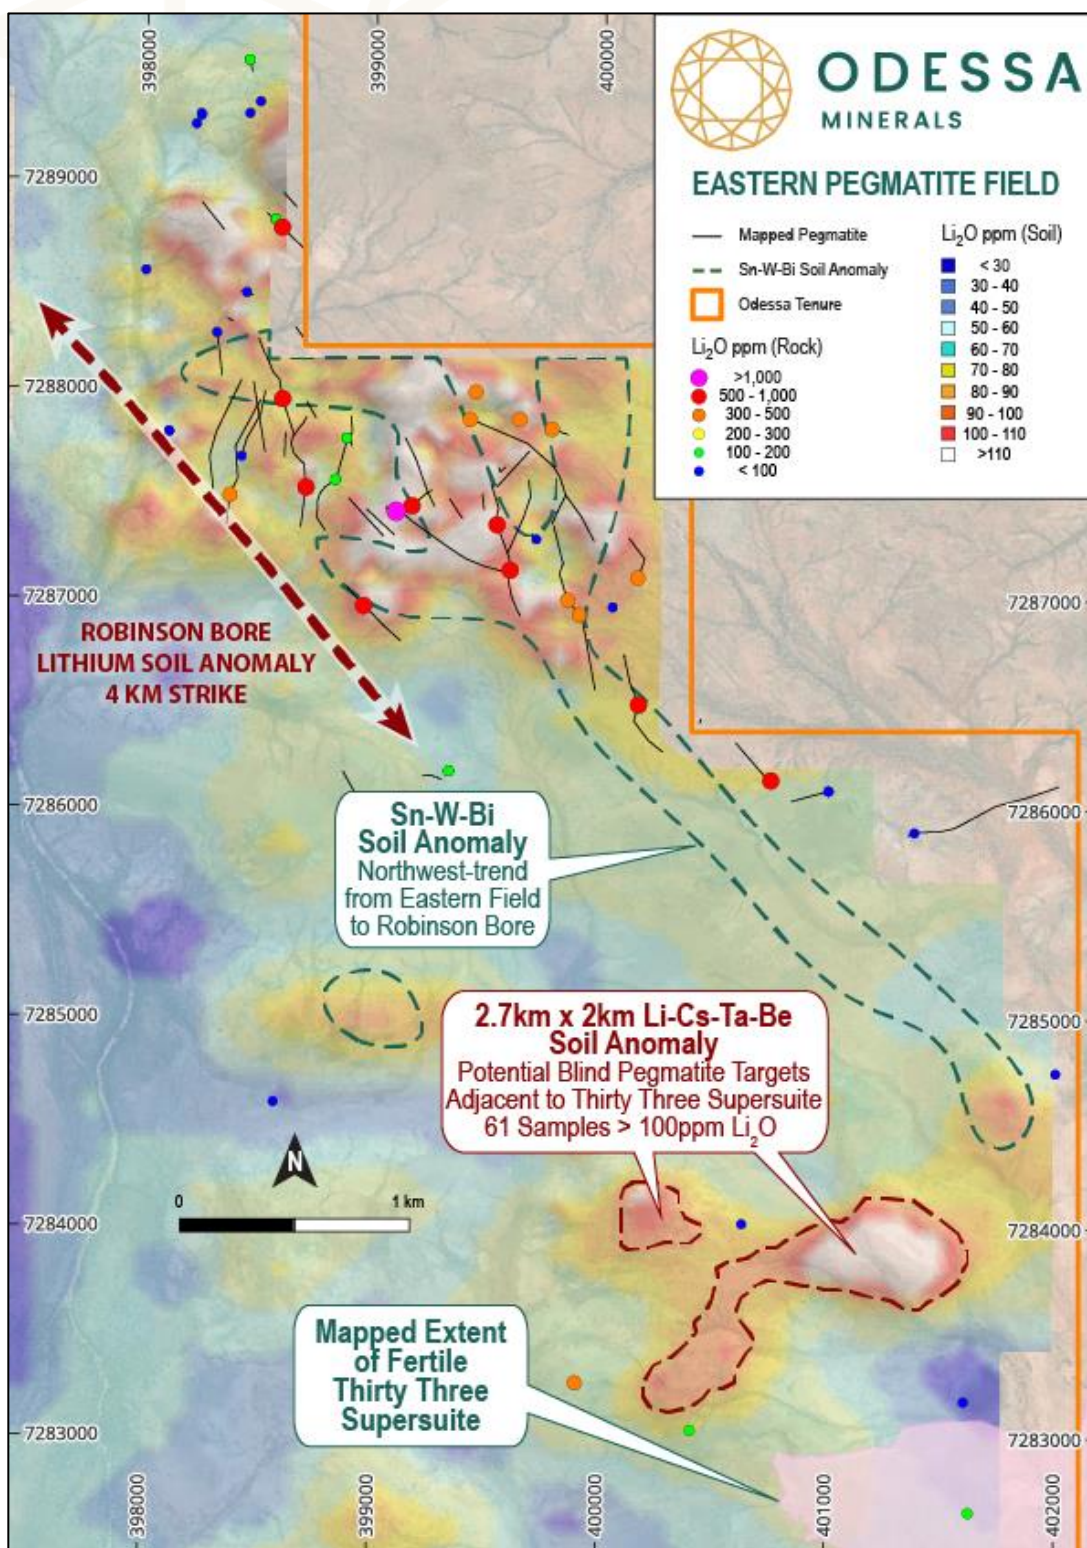 398000
399000
400000
ODESSA
MINERALS
EASTERN PEGMATITE FIELD
Mapped Pegmatite
Sn-W-Bi Soil Anomaly
Odessa Tenure
Li2O ppm (Rock)
>1,000
500 - 1,000
300 - 500
200 - 300
100 - 200
< 100
Li2O ppm (Soil)
< 30
30 - 40
40 - 50
50 - 60
60 - 70
70 - 80
80 - 90
90 - 100
100 - 110
>110
7289000
7288000
7287000
7287000
ROBINSON BORE
LITHIUM SOIL ANOMALY
4 KM STRIKE
7286000
7286000
Sn-W-Bi
Soil Anomaly
Northwest-trend
from Eastern Field
to Robinson Bore
7285000
7285000
2.7km x 2km Li-Cs-Ta-Be
Soil Anomaly
Potential Blind Pegmatite Targets
Adjacent to Thirty Three Supersuite
61 Samples > 100ppm Li2O
N
0
1 km
7284000
7284000
Mapped Extent
of Fertile
Thirty Three
Supersuite
7283000
7283000
398000
399000
400000
401000
402000